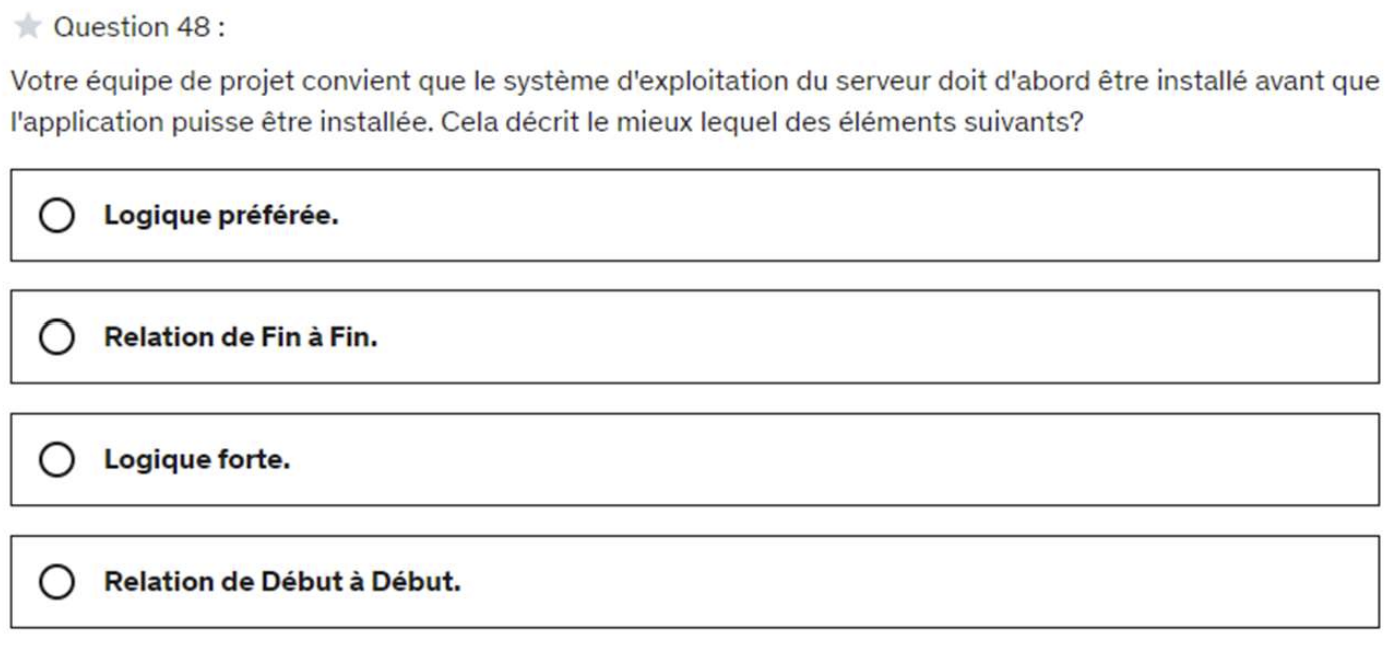 Question 48 :
Votre équipe de projet convient que le système d'exploitation du serveur doit d'abord être installé avant que
l'application puisse être installée. Cela décrit le mieux lequel des éléments suivants?
Logique préférée.
Relation de Fin à Fin.
Logique forte.
Relation de Début à Début.